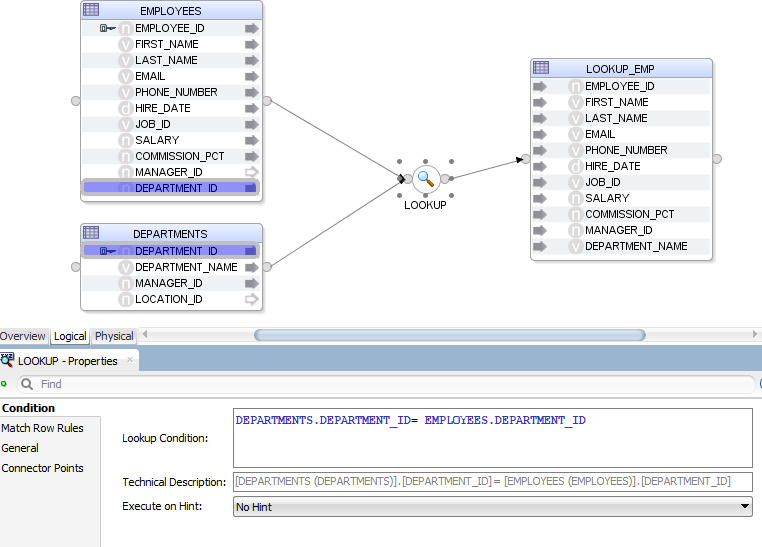 EMPLOYEES
n EMPLOYEE_ID
v FIRST_NAME
v LAST_NAME
v EMAIL
v PHONE_NUMBER
d HIRE_DATE
v JOB_ID
n SALARY
n COMMISSION_PCT
n MANAGER_ID
n DEPARTMENT_ID
DEPARTMENTS
n DEPARTMENT_ID
v DEPARTMENT_NAME
n MANAGER_ID
n LOCATION_ID
LOOKUP
LOOKUP_EMP
n EMPLOYEE_ID
v FIRST_NAME
v LAST_NAME
v EMAIL
v PHONE_NUMBER
d HIRE_DATE
v JOB_ID
n SALARY
n COMMISSION_PCT
n MANAGER_ID
v DEPARTMENT_NAME
Overview Logical Physical
XYZ LOOKUP - Properties ×
Find
Condition
Match Row Rules
General
Connector Points
Lookup Condition:
DEPARTMENTS.DEPARTMENT_ID= EMPLOYEES.DEPARTMENT_ID
Technical Description:
[DEPARTMENTS (DEPARTMENTS)].[DEPARTMENT_ID]= [EMPLOYEES (EMPLOYEES)].[DEPARTMENT_ID]
Execute on Hint:
No Hint